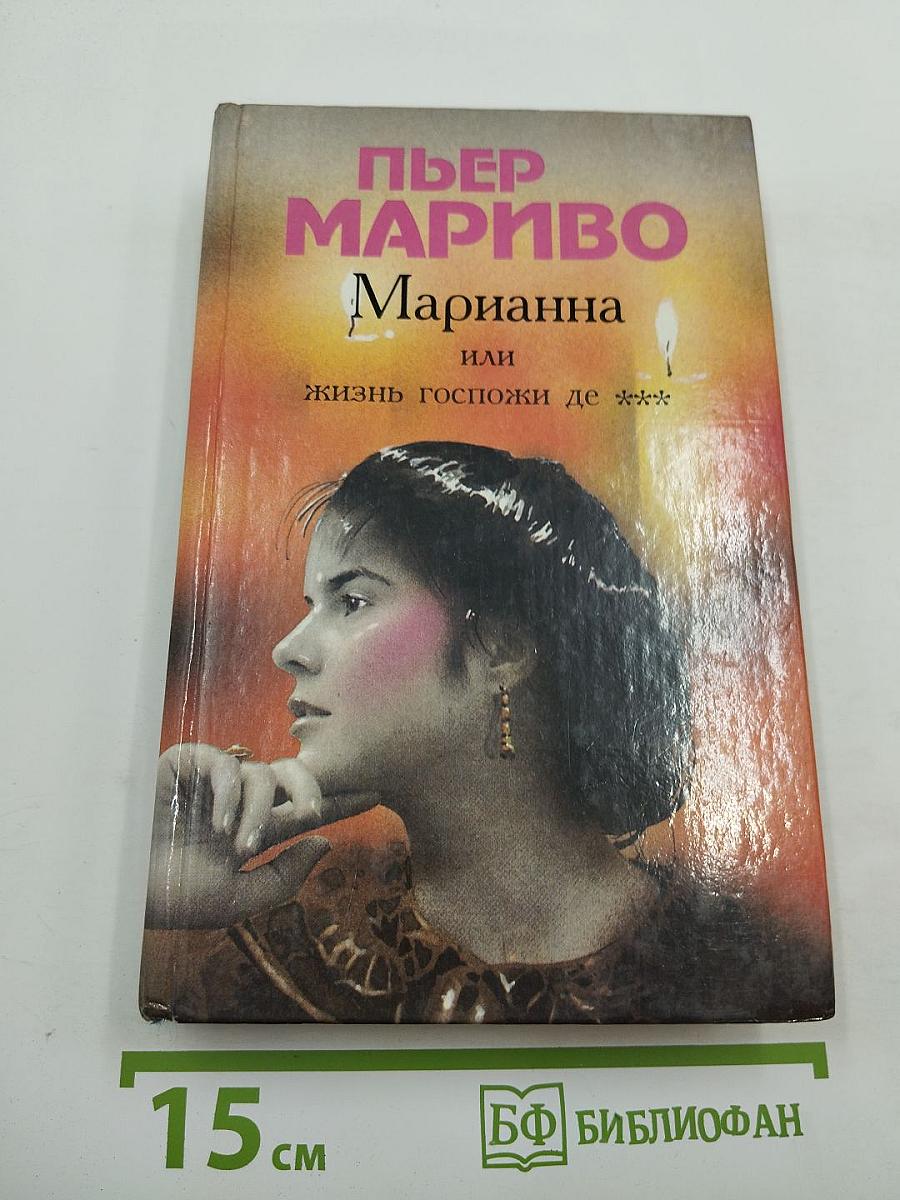 ПЬЕР
МАРИВО
Марианна
или
жизнь госпожи де ***
15 см
БФ БИБЛИОФАН